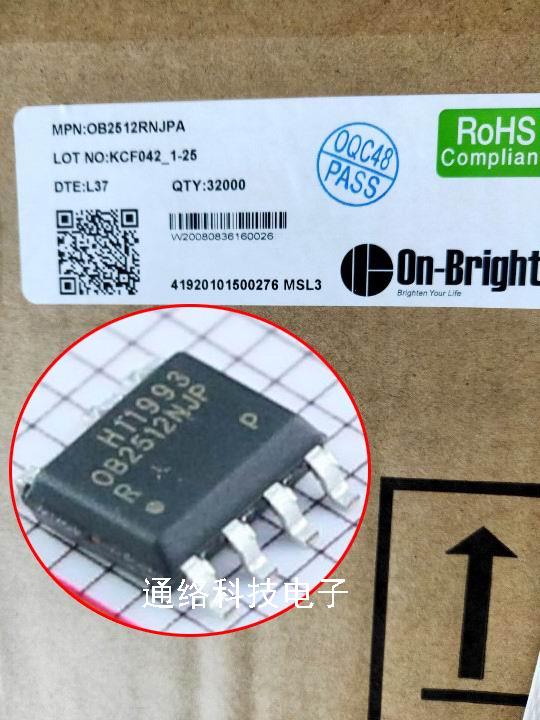 MPN:OB2512RNJPA
LOT NO:KCF042_1-25
DTE:L37 QTY:32000
OQC48
PASS
RoHS
Complian
W20080836160026
41920101500276 MSL3
On-Bright
Brighten Your Life
HT1993
OB2512NJP
R P
通络科技电子